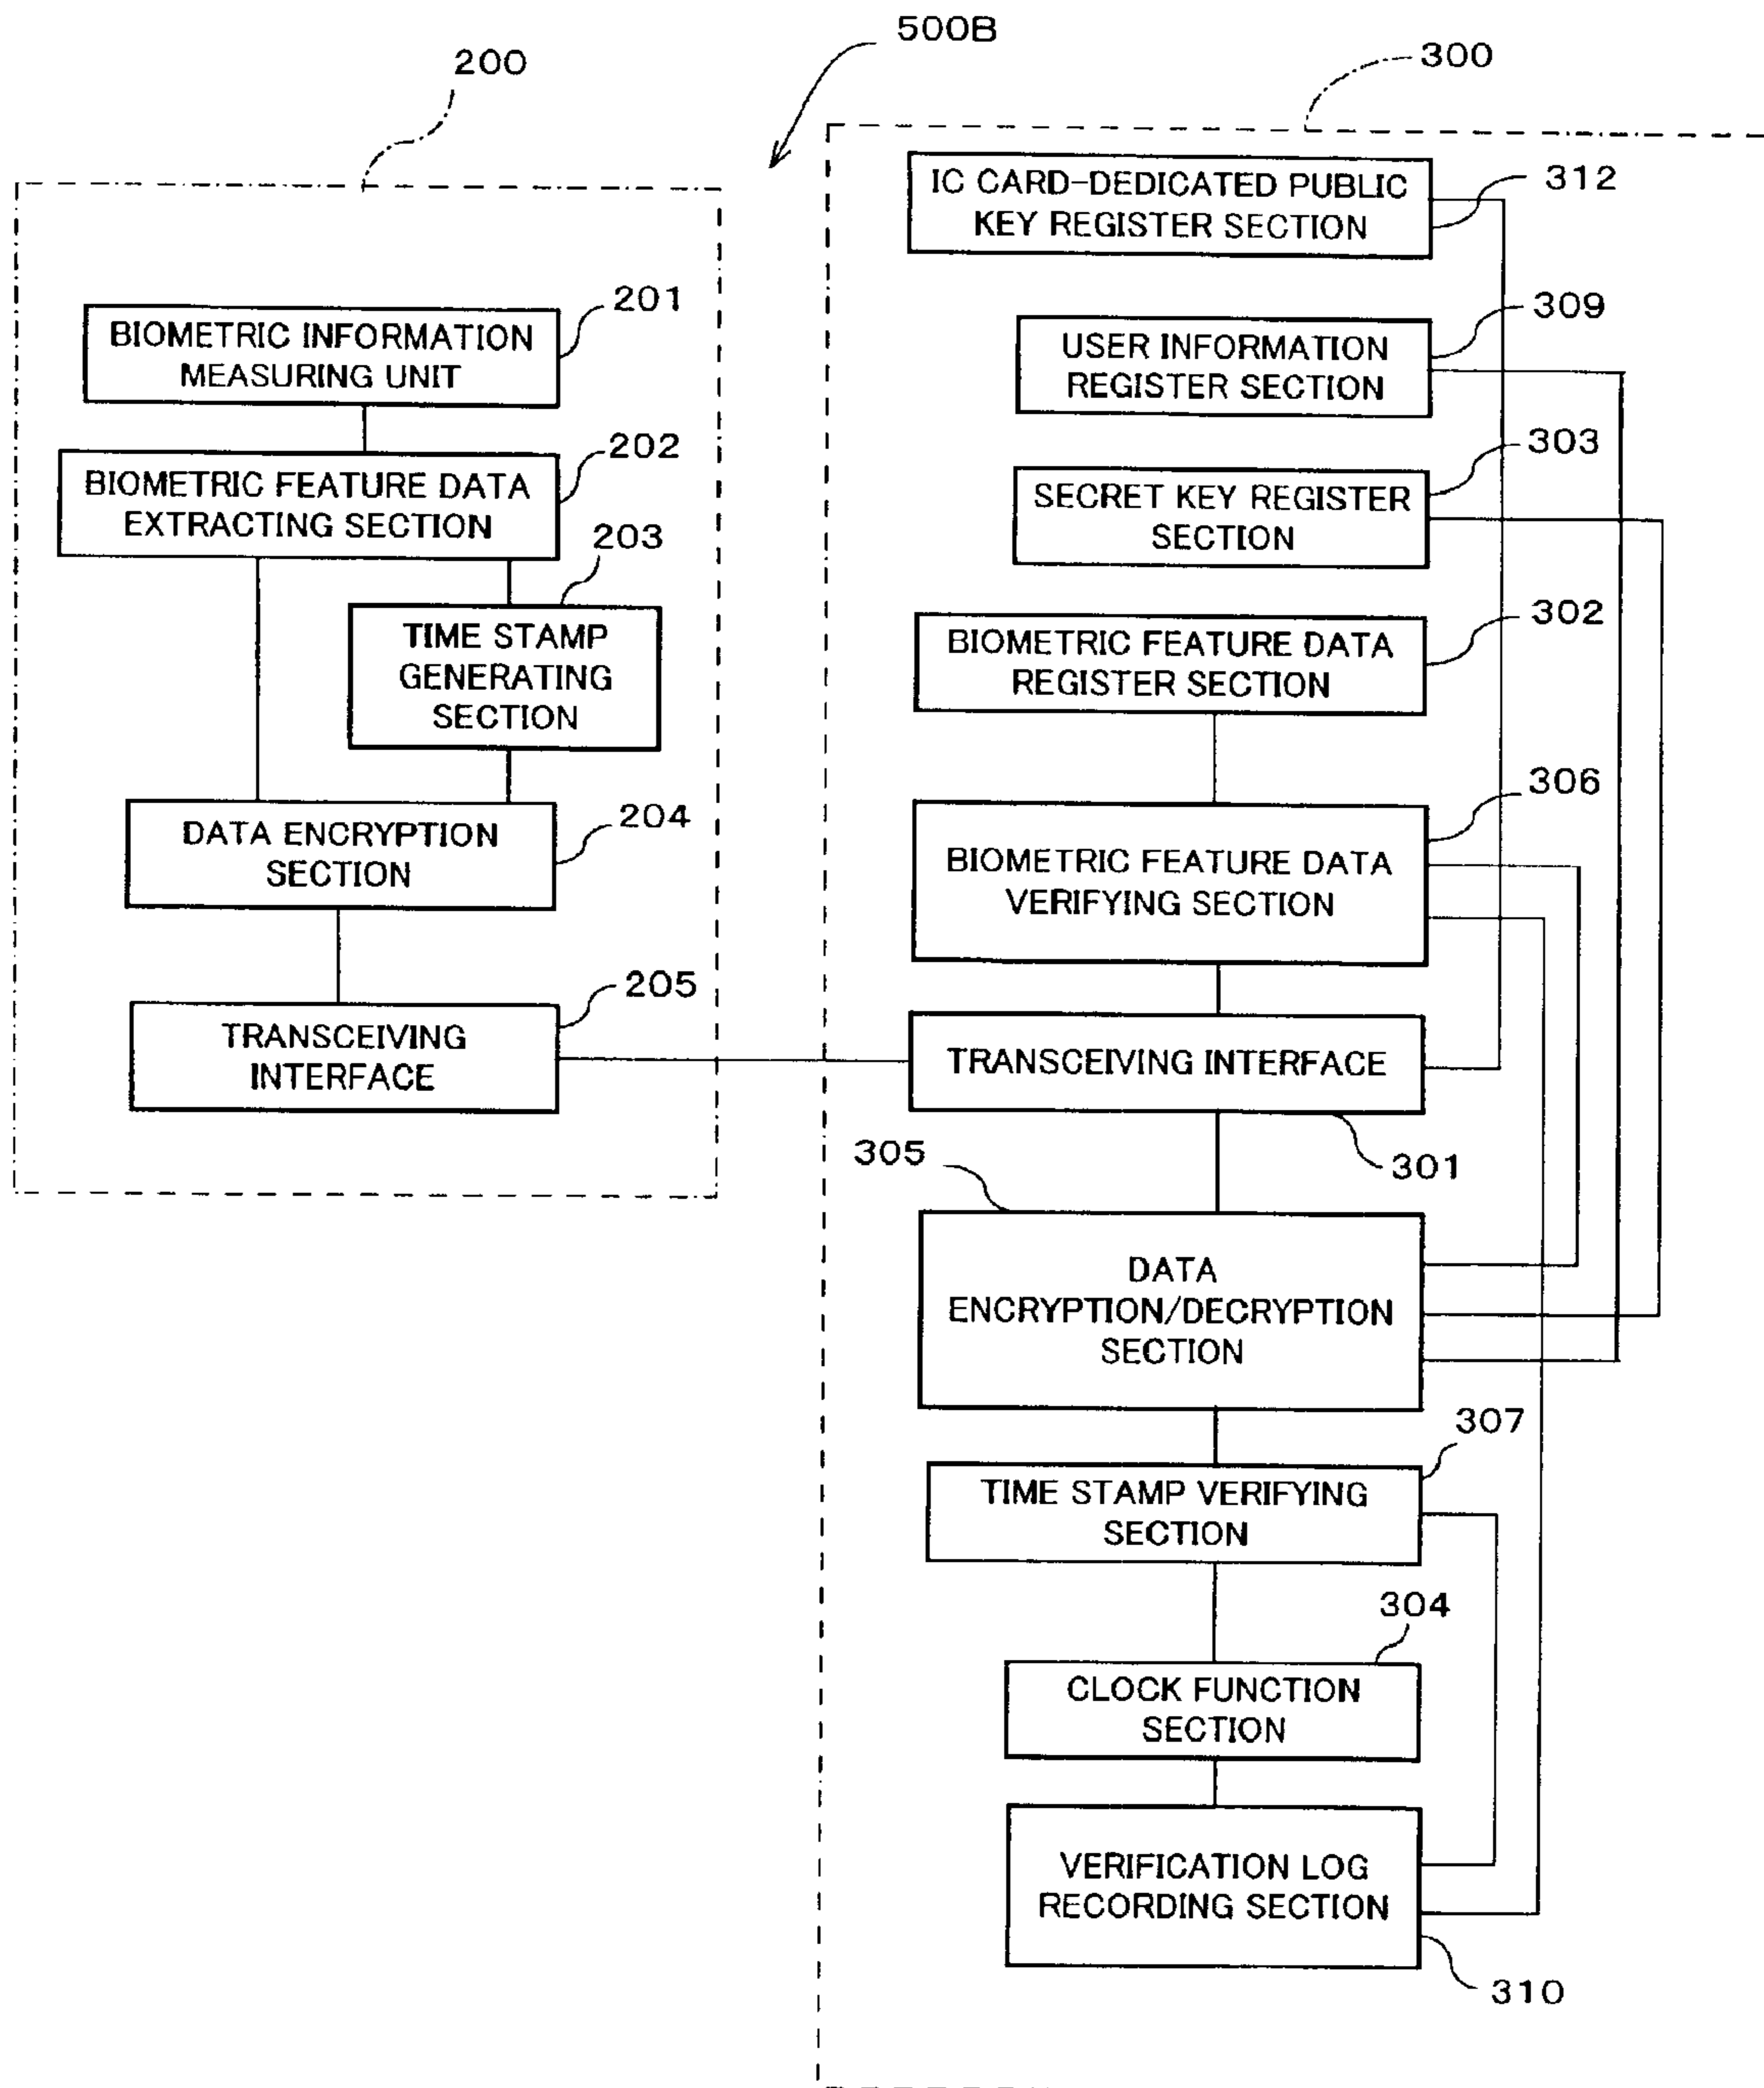 500B
200
300
IC CARD-DEDICATED PUBLIC
KEY REGISTER SECTION
312
201
BIOMETRIC INFORMATION
MEASURING UNIT
309
USER INFORMATION
REGISTER SECTION
202
BIOMETRIC FEATURE DATA
EXTRACTING SECTION
303
SECRET KEY REGISTER
SECTION
203
TIME STAMP
GENERATING
SECTION
302
BIOMETRIC FEATURE DATA
REGISTER SECTION
204
DATA ENCRYPTION
SECTION
306
BIOMETRIC FEATURE DATA
VERIFYING SECTION
205
TRANSCEIVING
INTERFACE
TRANSCEIVING INTERFACE
301
305
DATA
ENCRYPTION/DECRYPTION
SECTION
307
TIME STAMP VERIFYING
SECTION
304
CLOCK FUNCTION
SECTION
VERIFICATION LOG
RECORDING SECTION
310